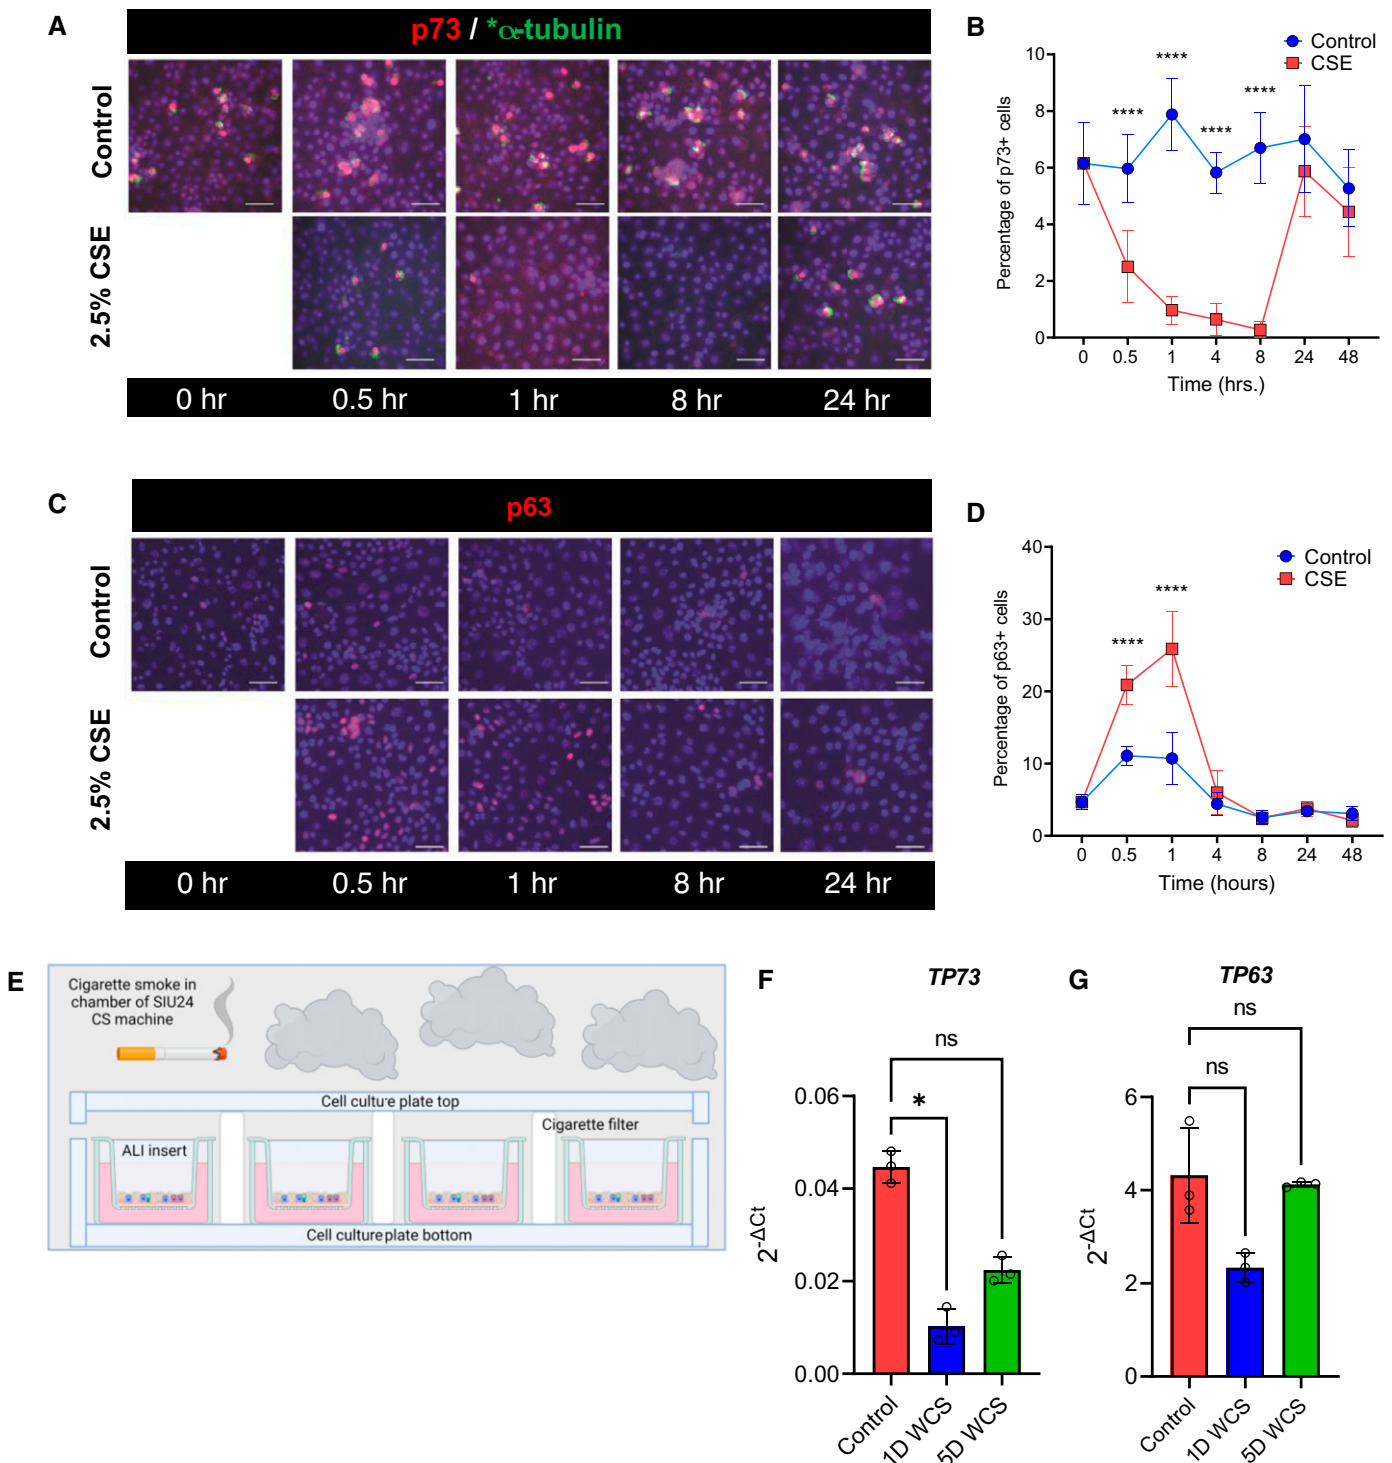 A
p73 / *α-tubulin
Control
2.5% CSE
0 hr 0.5 hr 1 hr 8 hr 24 hr
B
Control
CSE
**** **** **** ****
Percentage of p73+ cells
10
8
6
4
2
0
0 0.5 1 4 8 24 48
Time (hrs.)
C
p63
Control
2.5% CSE
0 hr 0.5 hr 1 hr 8 hr 24 hr
D
Control
CSE
**** ****
Percentage of p63+ cells
40
30
20
10
0
0 0.5 1 4 8 24 48
Time (hours)
E
Cigarette smoke in
chamber of SIU24
CS machine
Cell culture plate top
Cigarette filter
ALI insert
Cell culture plate bottom
F
TP73
ns
*
2-ΔCt
0.06
0.04
0.02
0.00
Control 1D WCS 5D WCS
G
TP63
ns
ns
2-ΔCt
6
4
2
0
Control 1D WCS 5D WCS